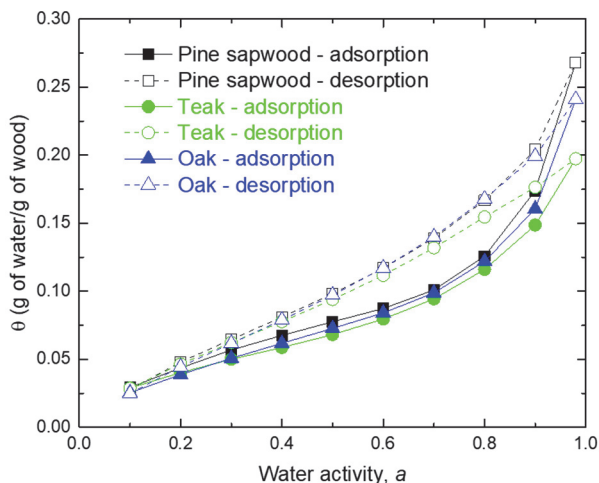 0.30
0.25
0.20
0.15
0.10
0.05
0.00
θ (g of water/g of wood)
Pine sapwood - adsorption
Pine sapwood - desorption
Teak - adsorption
Teak - desorption
Oak - adsorption
Oak - desorption
0.0 0.2 0.4 0.6 0.8 1.0
Water activity, a